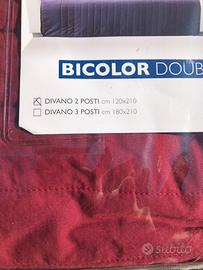 BICOLOR DOUB
DIVANO 2 POSTI cm 120x210
DIVANO 3 POSTI cm 180x210
subito